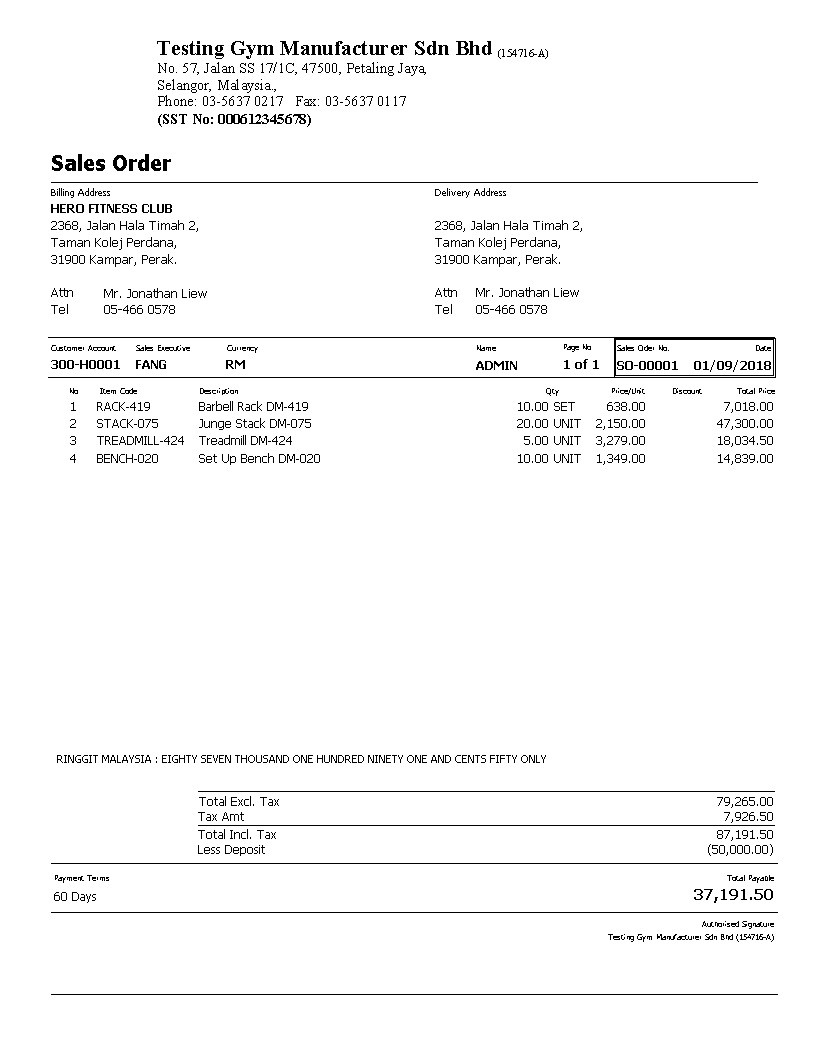 Testing Gym Manufacturer Sdn Bhd (154716-A)
No. 57, Jalan SS 17/1C, 47500, Petaling Jaya,
Selangor, Malaysia.,
Phone: 03-5637 0217 Fax: 03-5637 0117
(SST No: 000612345678)
Sales Order
Billing Address Delivery Address
HERO FITNESS CLUB
2368, Jalan Hala Timah 2, 2368, Jalan Hala Timah 2,
Taman Kolej Perdana, Taman Kolej Perdana,
31900 Kampar, Perak. 31900 Kampar, Perak.
Attn Mr. Jonathan Liew Attn Mr. Jonathan Liew
Tel 05-466 0578 Tel 05-466 0578
Customer Account Sales Executive Currency Name Page No Sales Oder No. Date
300-H0001 FANG RM ADMIN 1 of 1 SO-00001 01/09/2018
No Item Code Description Qty Price/Unit Discount Total Price
1 RACK-419 Barbell Rack DM-419 10.00 SET 638.00 7,018.00
2 STACK-075 Junge Stack DM-075 20.00 UNIT 2,150.00 47,300.00
3 TREADMILL-424 Treadmill DM-424 5.00 UNIT 3,279.00 18,034.50
4 BENCH-020 Set Up Bench DM-020 10.00 UNIT 1,349.00 14,839.00
RINGGIT MALAYSIA : EIGHTY SEVEN THOUSAND ONE HUNDRED NINETY ONE AND CENTS FIFTY ONLY
Total Excl. Tax 79,265.00
Tax Amt 7,926.50
Total Incl. Tax 87,191.50
Less Deposit (50,000.00)
Payment Terms Total Payable
60 Days 37,191.50
Authorised Signature
Testing Gym Manufacturer Sdn Bhd (154716-A)